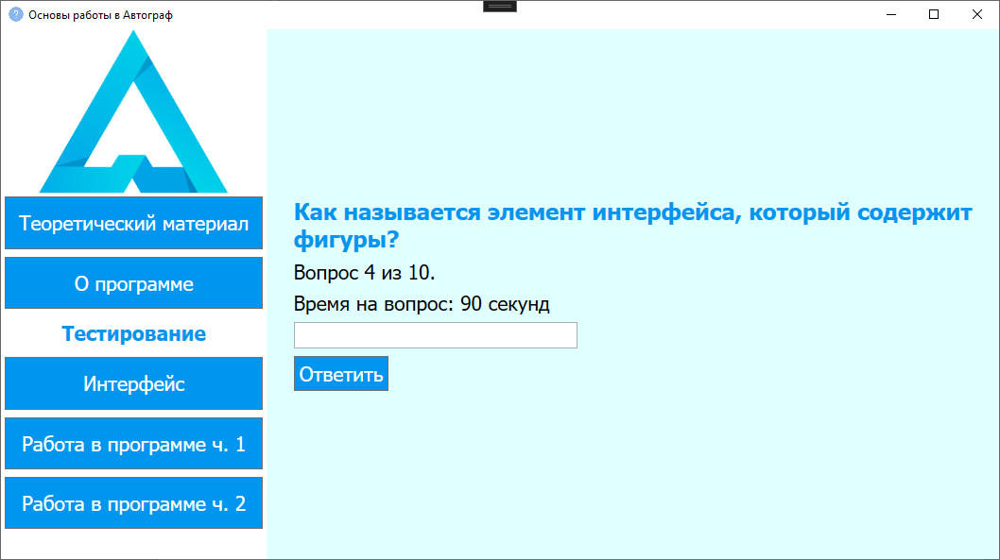 Основы работы в Автограф
Теоретический материал
О программе
Тестирование
Интерфейс
Работа в программе ч. 1
Работа в программе ч. 2
Как называется элемент интерфейса, который содержит
фигуры?
Вопрос 4 из 10.
Время на вопрос: 90 секунд
Ответить